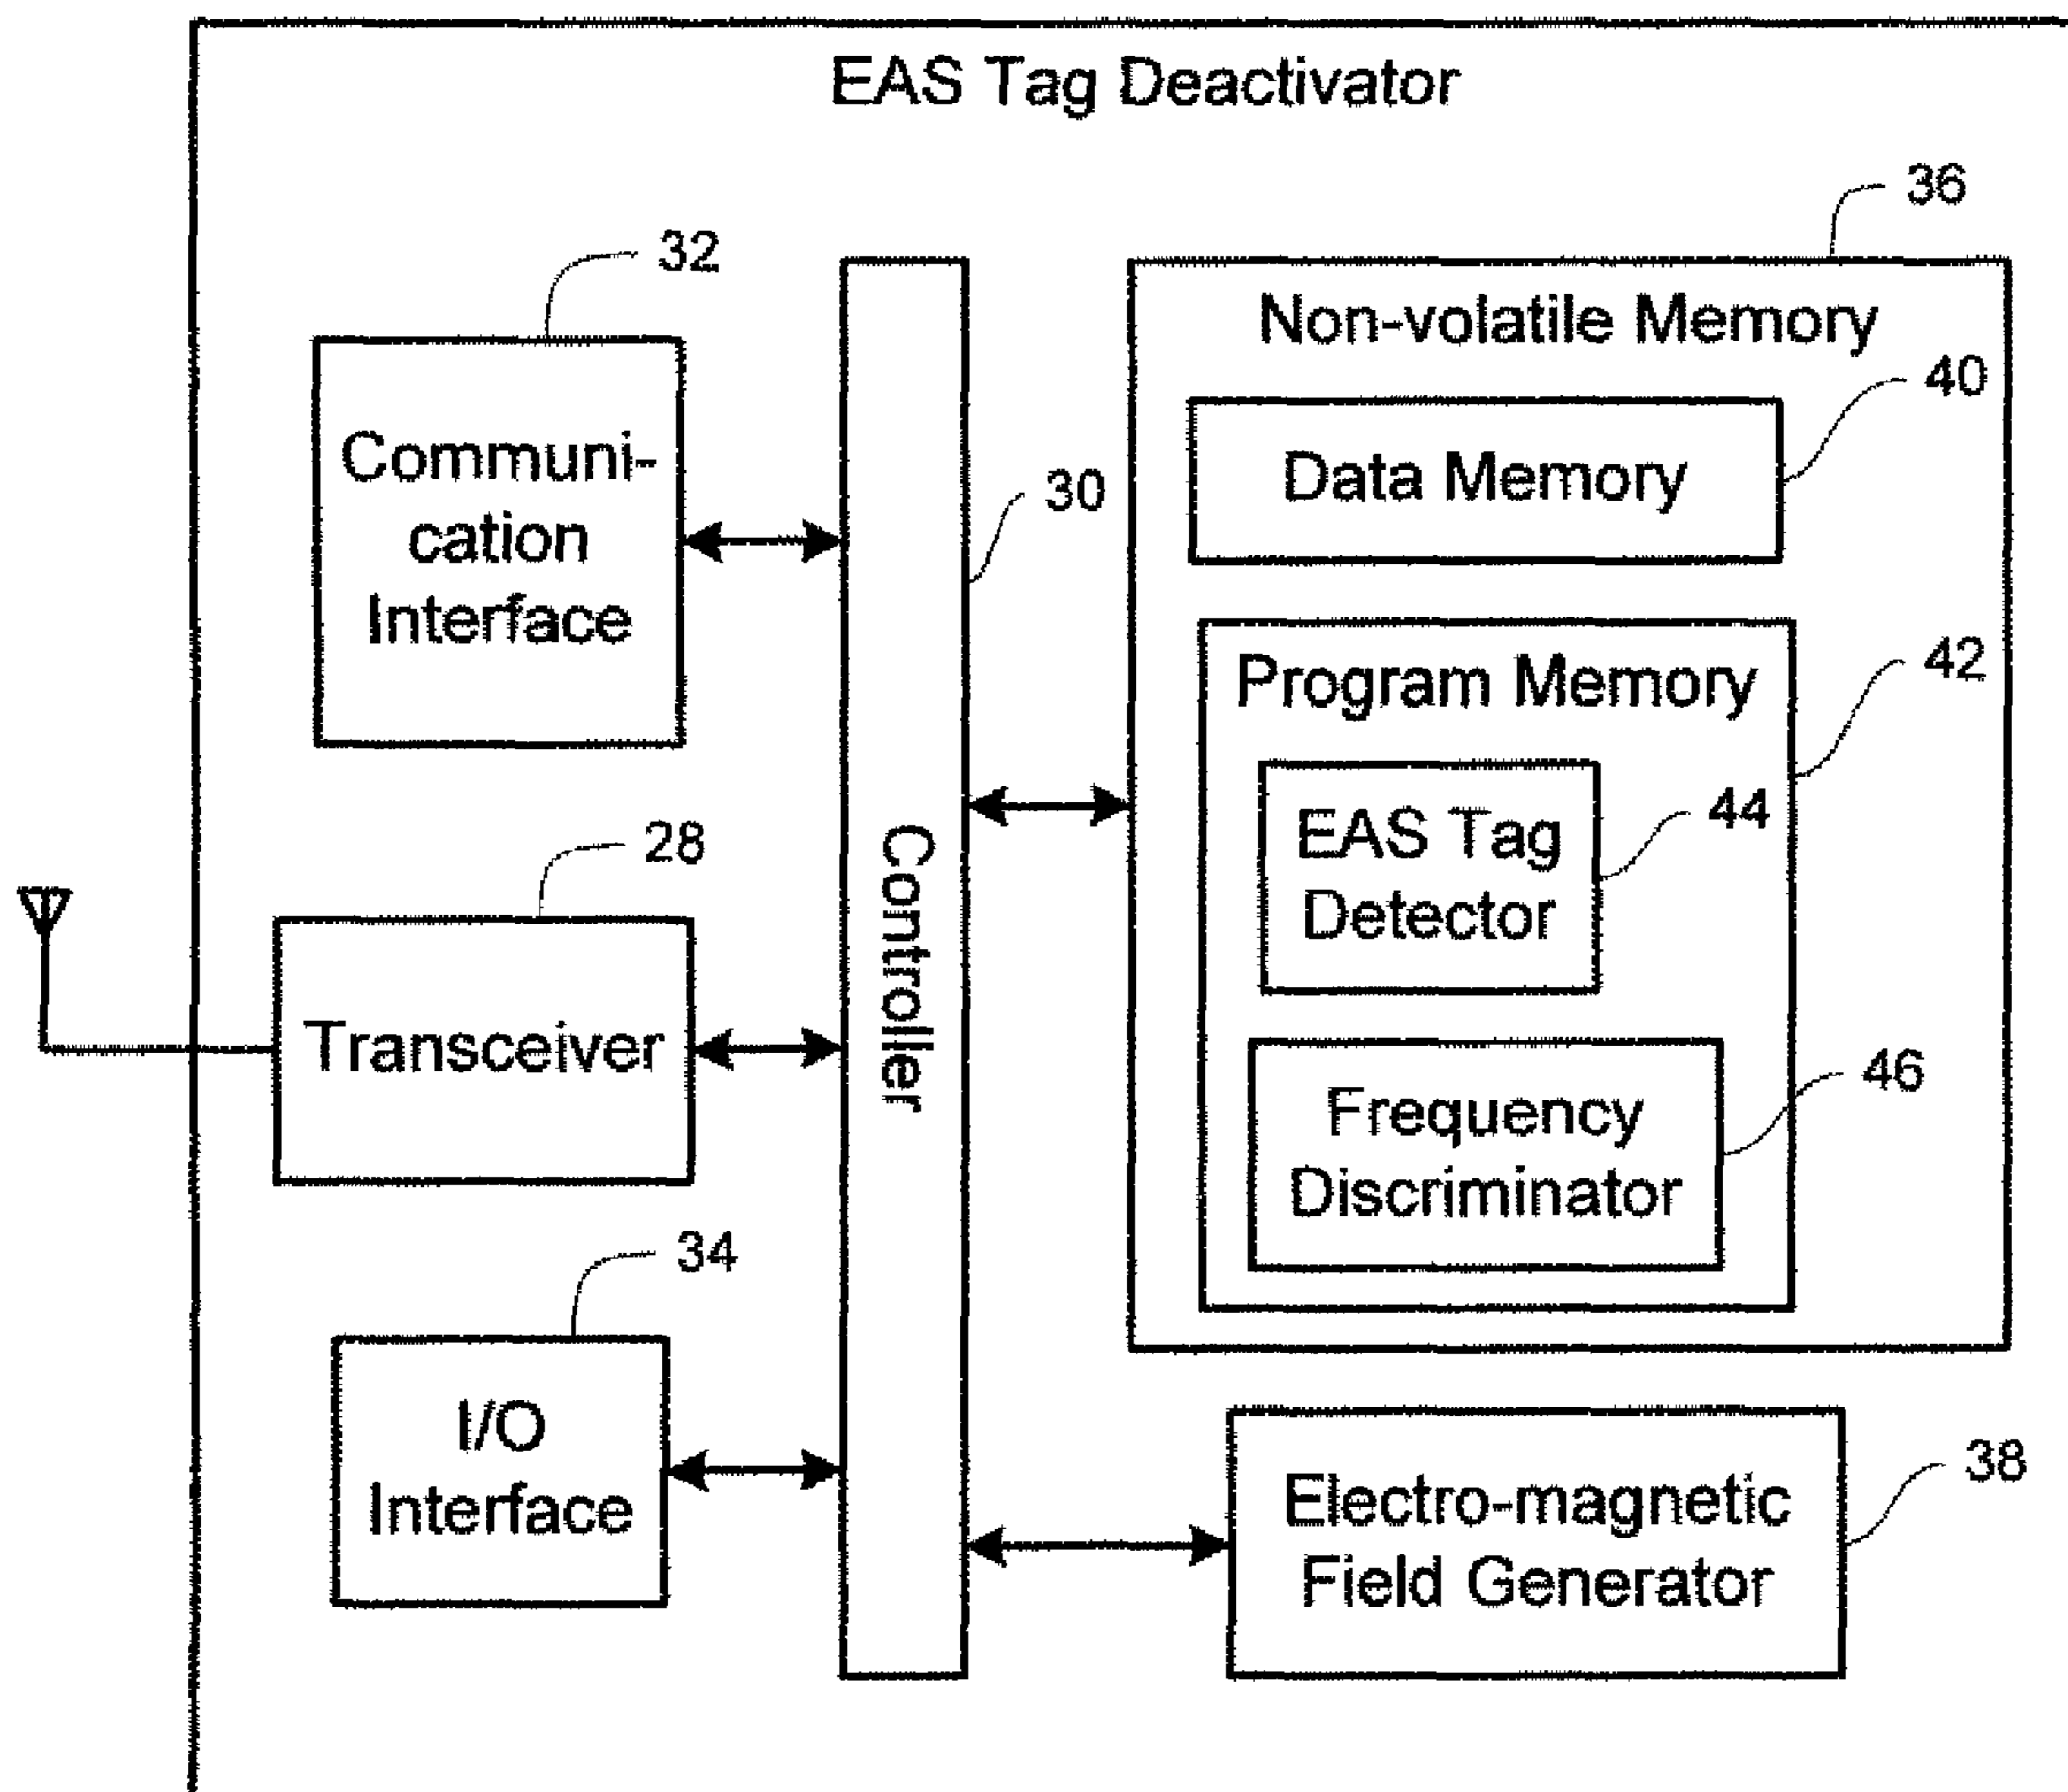 EAS Tag Deactivator
36
32
Non-volatile Memory
40
Communi-
cation
Interface
Data Memory
30
42
Program Memory
44
EAS Tag
Detector
28
Controller
Transceiver
46
Frequency
Discriminator
34
I/O
Interface
38
Electro-magnetic
Field Generator